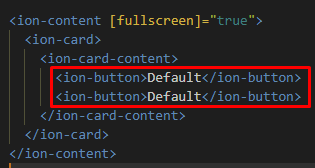 <ion-content [fullscreen]="true">
<ion-card>
<ion-card-content>
<ion-button>Default</ion-button>
<ion-button>Default</ion-button>
</ion-card-content>
</ion-card>
</ion-content>